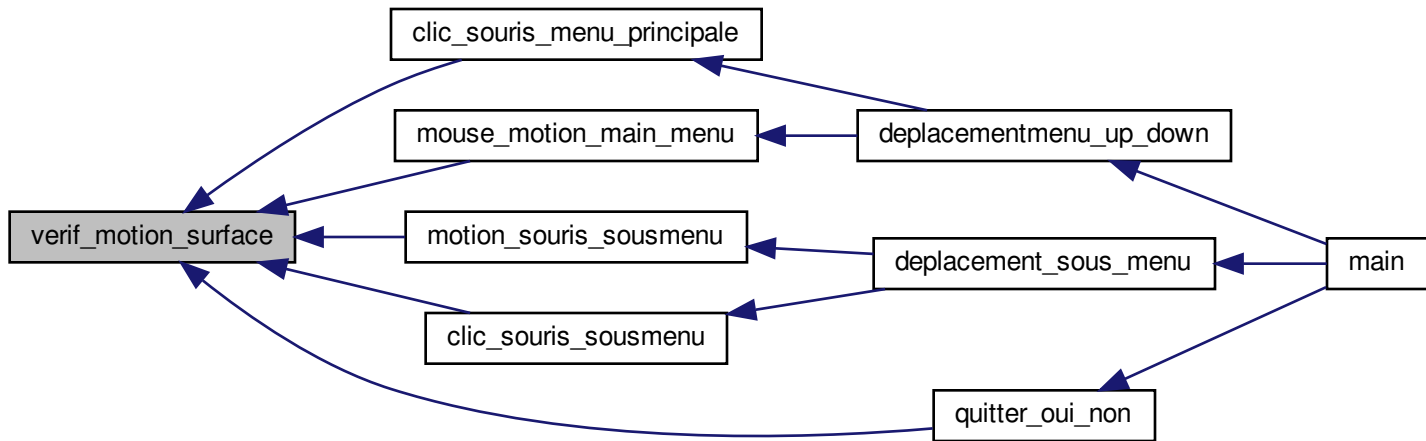 clic_souris_menu_principale
mouse_motion_main_menu
deplacementmenu_up_down
verif_motion_surface
motion_souris_sousmenu
deplacement_sous_menu
main
clic_souris_sousmenu
quitter_oui_non